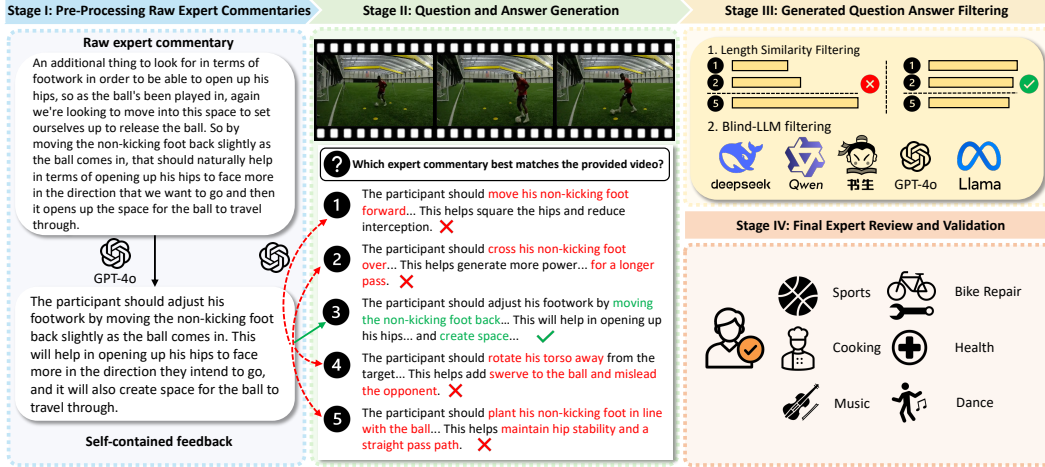 Stage I: Pre-Processing Raw Expert Commentaries
Raw expert commentary
An additional thing to look for in terms of
footwork in order to be able to open up his
hips, so as the ball's been played in, again
we're looking to move into this space to set
ourselves up to release the ball. So by
moving the non-kicking foot back slightly as
the ball comes in, that should naturally help
in terms of opening up his hips to face more
in the direction that we want to go and then
it opens up the space for the ball to travel
through.
GPT-4o
The participant should adjust his
footwork by moving the non-kicking foot
back slightly as the ball comes in. This
will help in opening up his hips to face
more in the direction they intend to go,
and it will also create space for the ball to
travel through.
Self-contained feedback
Stage II: Question and Answer Generation
? Which expert commentary best matches the provided video?
1 The participant should move his non-kicking foot
forward... This helps square the hips and reduce
interception.
2 The participant should cross his non-kicking foot
over... This helps generate more power... for a longer
pass.
3 The participant should adjust his footwork by moving
the non-kicking foot back... This will help in opening up
his hips... and create space...
4 The participant should rotate his torso away from the
target... This helps add swerve to the ball and mislead
the opponent.
5 The participant should plant his non-kicking foot in line
with the ball... This helps maintain hip stability and a
straight pass path.
Stage III: Generated Question Answer Filtering
1. Length Similarity Filtering
1
2
5
1
2
5
2. Blind-LLM filtering
deepseek
Qwen
书生
GPT-4o
Llama
Stage IV: Final Expert Review and Validation
Sports
Bike Repair
Cooking
Health
Music
Dance